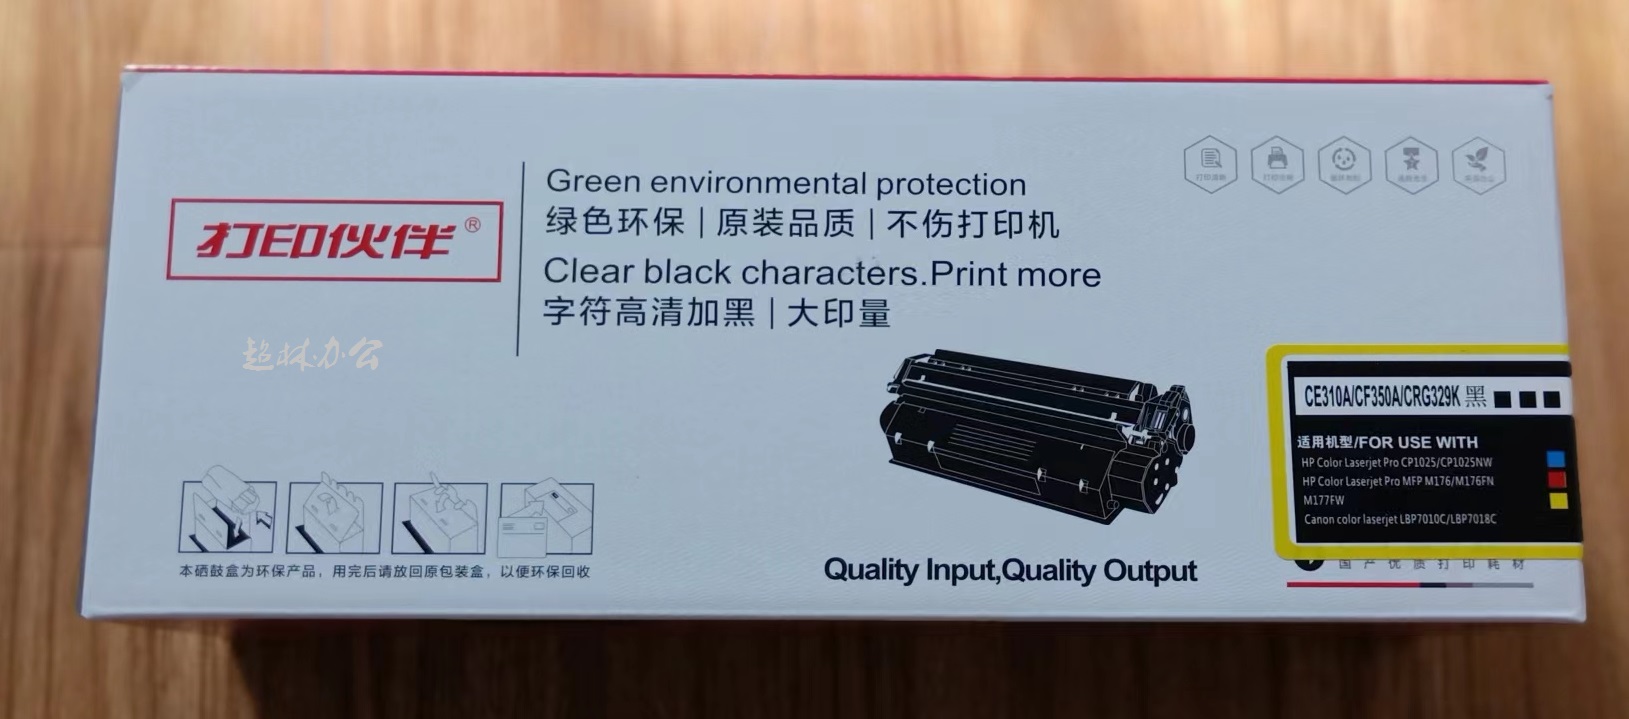 打印伙伴®
Green environmental protection
绿色环保 | 原装品质 | 不伤打印机
Clear black characters.Print more
字符高清加黑 | 大印量
超林办公
打印清晰
CE310A/CF350A/CRG329K 黑
适用机型/FOR USE WITH
HP Color Laserjet Pro CP1025/CP1025NW
HP Color Laserjet Pro MFP M176/M176FN
M177FW
Canon color laserjet LBP7010C/LBP7018C
国产优质打印耗材
本硒鼓盒为环保产品，用完后请放回原包装盒，以便环保回收
Quality Input,Quality Output